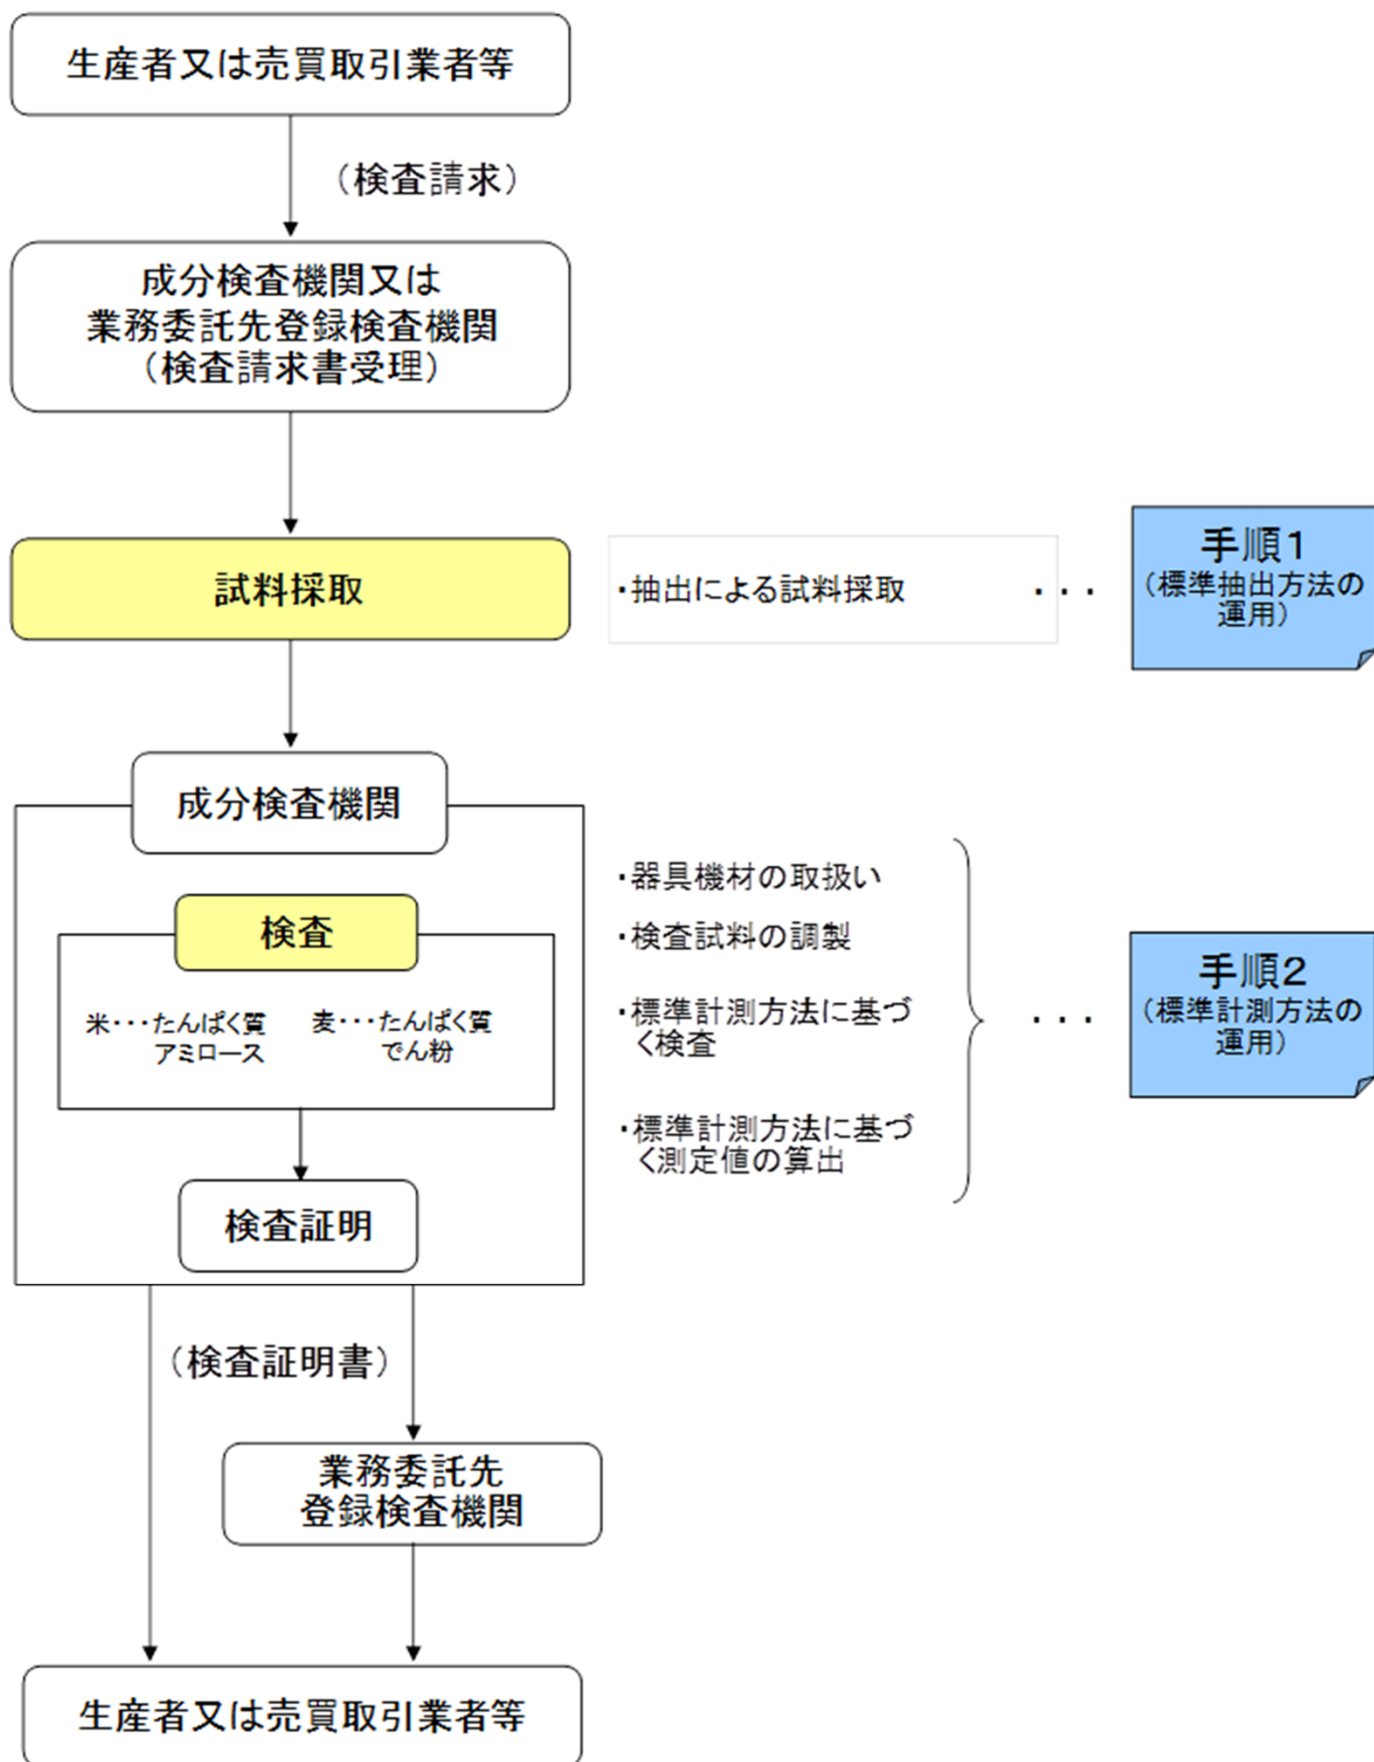 生産者又は売買取引業者等
（検査請求）
成分検査機関又は
業務委託先登録検査機関
（検査請求書受理）
試料採取
・抽出による試料採取
・・・
手順１
（標準抽出方法の
運用）
成分検査機関
検査
米・・・たんぱく質
アミロース
麦・・・たんぱく質
でん粉
検査証明
・器具機材の取扱い
・検査試料の調製
・標準計測方法に基づ
く検査
・標準計測方法に基づ
く測定値の算出
・・・
手順２
（標準計測方法の
運用）
（検査証明書）
業務委託先
登録検査機関
生産者又は売買取引業者等